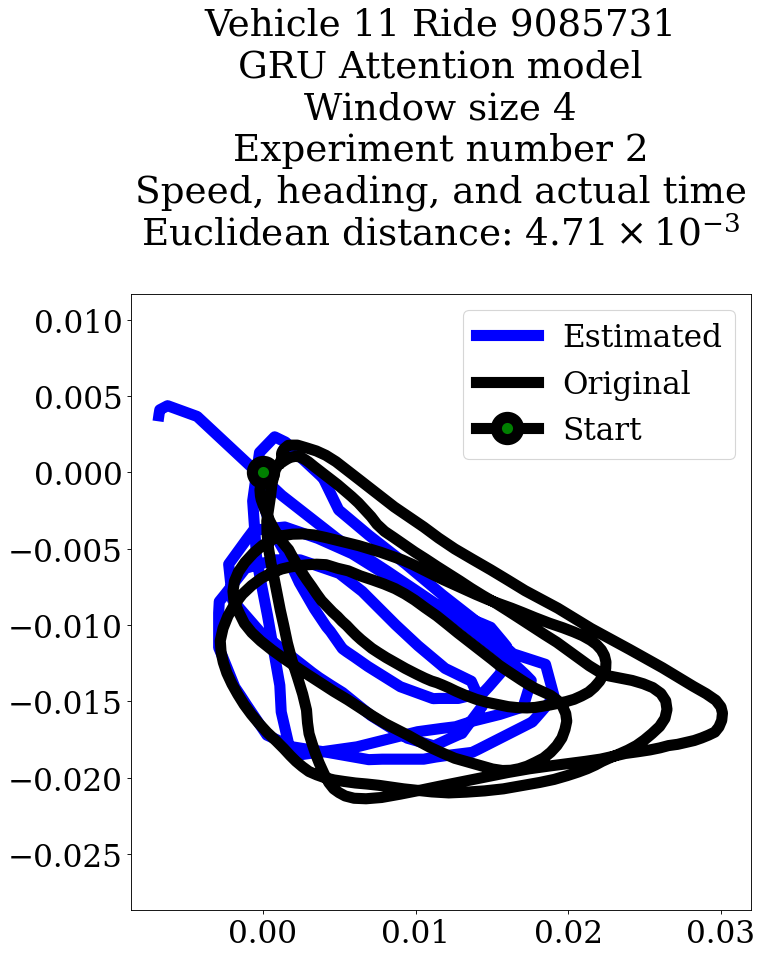 Vehicle 11 Ride 9085731
GRU Attention model
Window size 4
Experiment number 2
Speed, heading, and actual time
Euclidean distance: 4.71 × 10⁻³
Estimated
Original
Start
0.010
0.005
0.000
−0.005
−0.010
−0.015
−0.020
−0.025
0.00 0.01 0.02 0.03